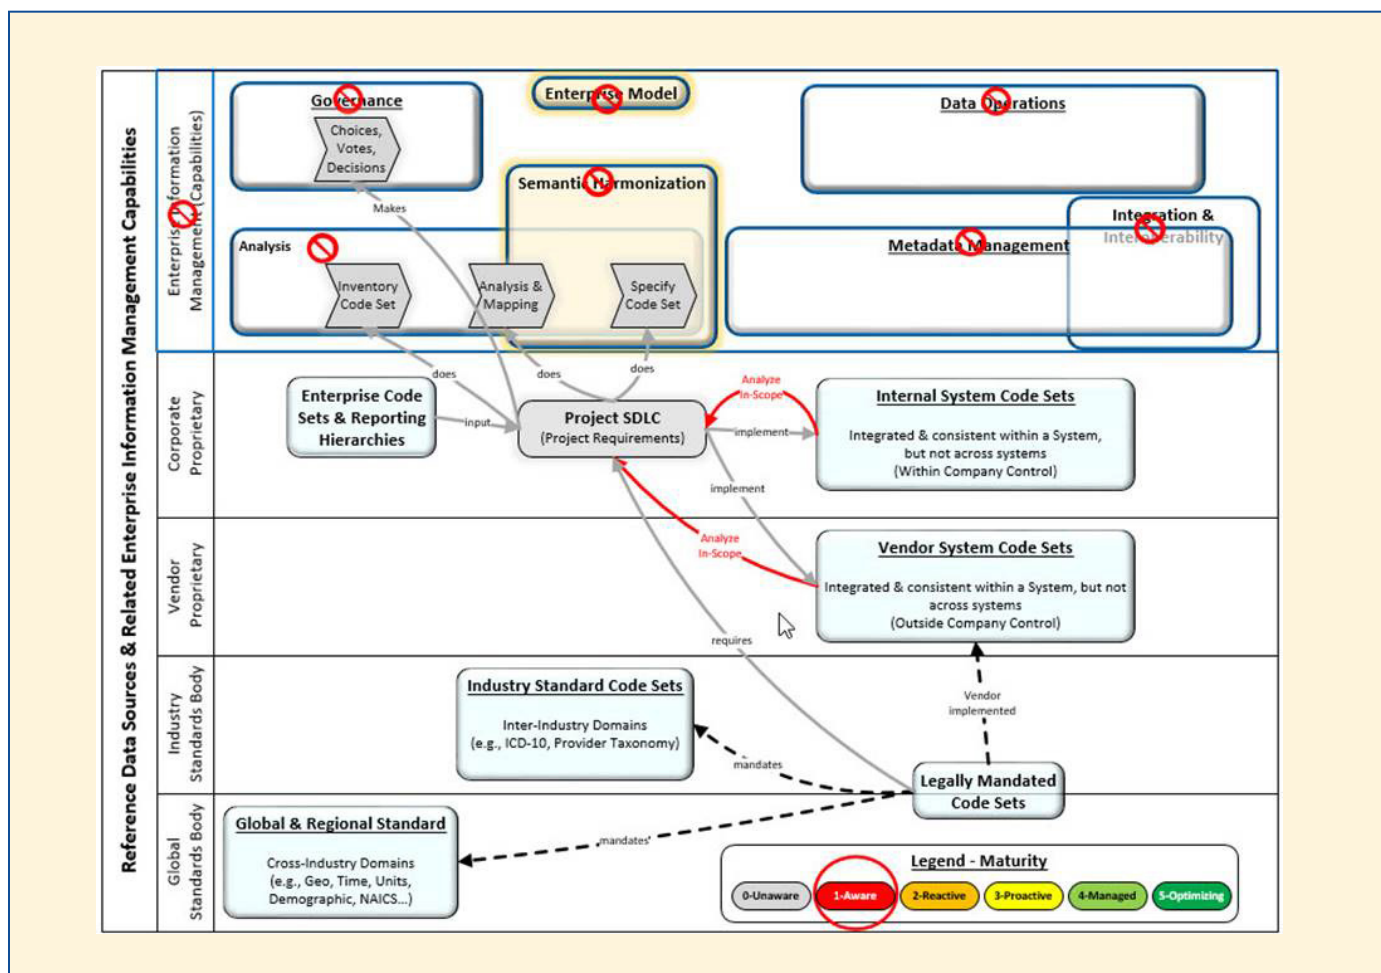 Reference Data Sources & Related Enterprise Information Management Capabilities
Enterprise Information
Management (Capabilities)
Governance
Choices,
Votes,
Decisions
Enterprise Model
Data Operations
Semantic Harmonization
Makes
Integration &
Interoperability
Analysis
Metadata Management
Inventory
Code Set
Analysis &
Mapping
Specify
Code Set
does
does
does
Corporate
Proprietary
Enterprise Code
Sets & Reporting
Hierarchies
input
Project SDLC
(Project Requirements)
Analyze
In-Scope
implement
Internal System Code Sets
Integrated & consistent within a System,
but not across systems
(Within Company Control)
implement
Vendor
Proprietary
Analyze
In-Scope
Vendor System Code Sets
Integrated & consistent within a System, but not
across systems
(Outside Company Control)
requires
Industry
Standards Body
Industry Standard Code Sets
Inter-Industry Domains
(e.g., ICD-10, Provider Taxonomy)
Vendor
implemented
mandates
Legally Mandated
Code Sets
Global
Standards Body
Global & Regional Standard
Cross-Industry Domains
(e.g., Geo, Time, Units,
Demographic, NAICS...)
mandates
Legend - Maturity
0-Unaware
1-Aware
2-Reactive
3-Proactive
4-Managed
5-Optimizing